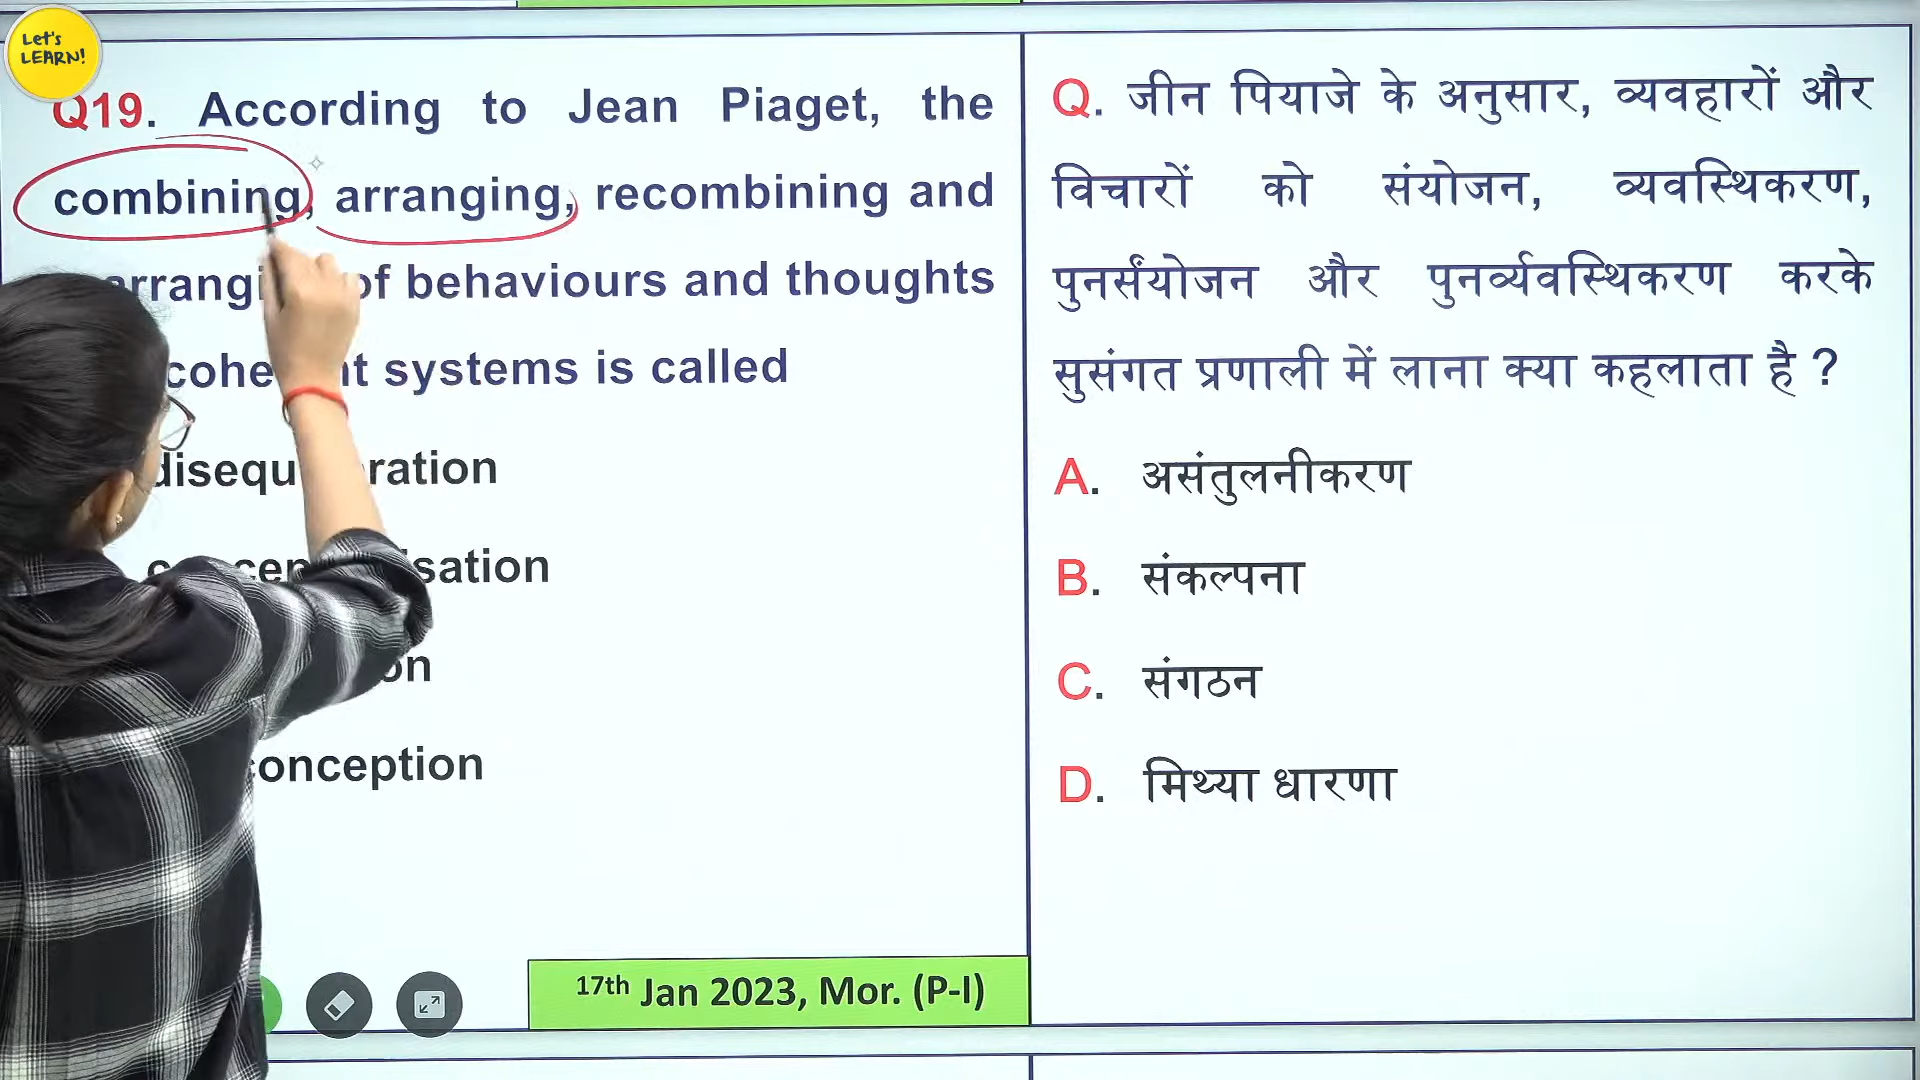 Let's
LEARN!
Q19. According to Jean Piaget, the
combining, arranging, recombining and
of behaviours and thoughts
systems is called
sation
conception
17th Jan 2023, Mor. (P-I)
Q. जीन पियाजे के अनुसार, व्यवहारों और
विचारों को संयोजन, व्यवस्थिकरण,
पुनर्संयोजन और पुनर्व्यवस्थिकरण करके
सुसंगत प्रणाली में लाना क्या कहलाता है ?
A. असंतुलनीकरण
B. संकल्पना
C. संगठन
D. मिथ्या धारणा